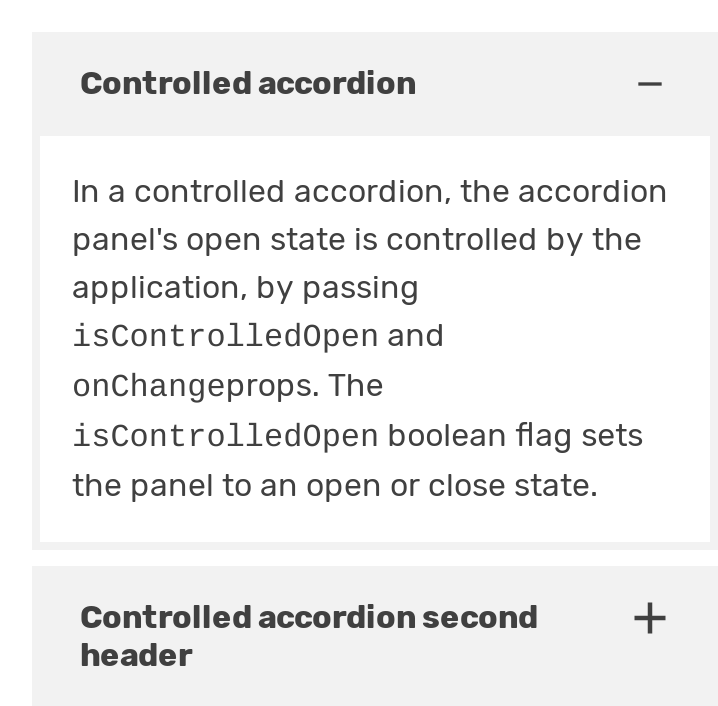 Controlled accordion
In a controlled accordion, the accordion
panel's open state is controlled by the
application, by passing
isControlledOpen and
onChangeprops. The
isControlledOpen boolean flag sets
the panel to an open or close state.
Controlled accordion second
header